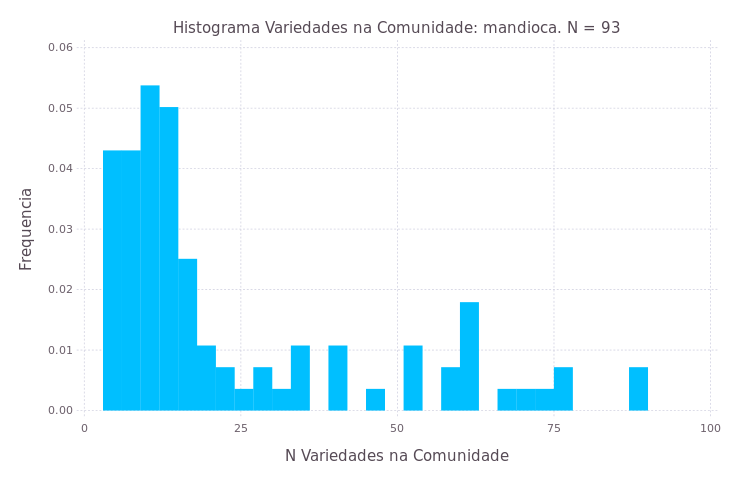 Histograma Variedades na Comunidade: mandioca. N = 93
0.06
0.05
0.04
0.03
0.02
0.01
0.00
Frequencia
0 25 50 75 100
N Variedades na Comunidade